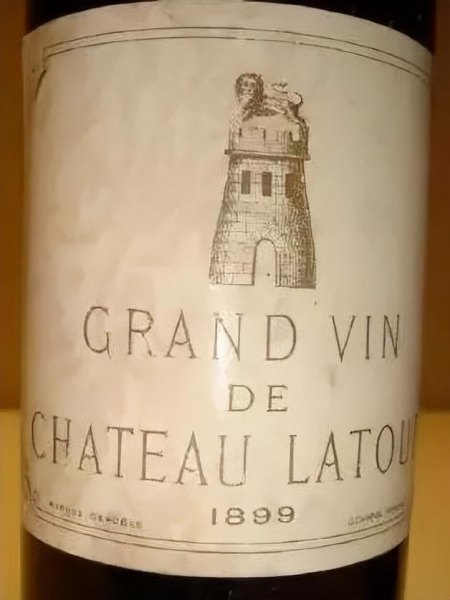 GRAND VIN
DE
CHATEAU LATOU
1899